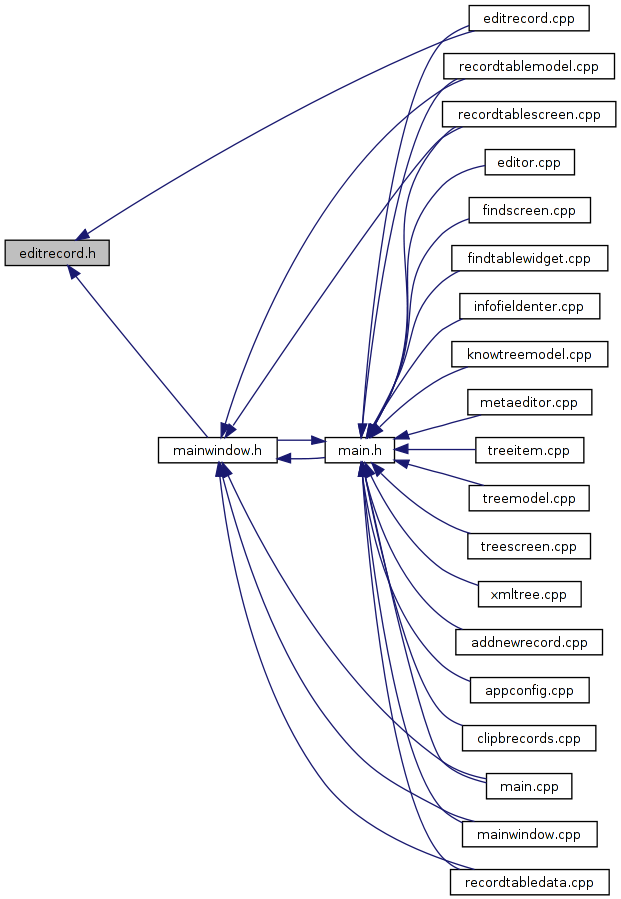 editrecord.cpp
recordtablemodel.cpp
recordtablescreen.cpp
editor.cpp
findscreen.cpp
editrecord.h
findtablewidget.cpp
infofieldenter.cpp
knowtreemodel.cpp
metaeditor.cpp
mainwindow.h
main.h
treeitem.cpp
treemodel.cpp
treescreen.cpp
xmltree.cpp
addnewrecord.cpp
appconfig.cpp
clipbrecords.cpp
main.cpp
mainwindow.cpp
recordtabledata.cpp